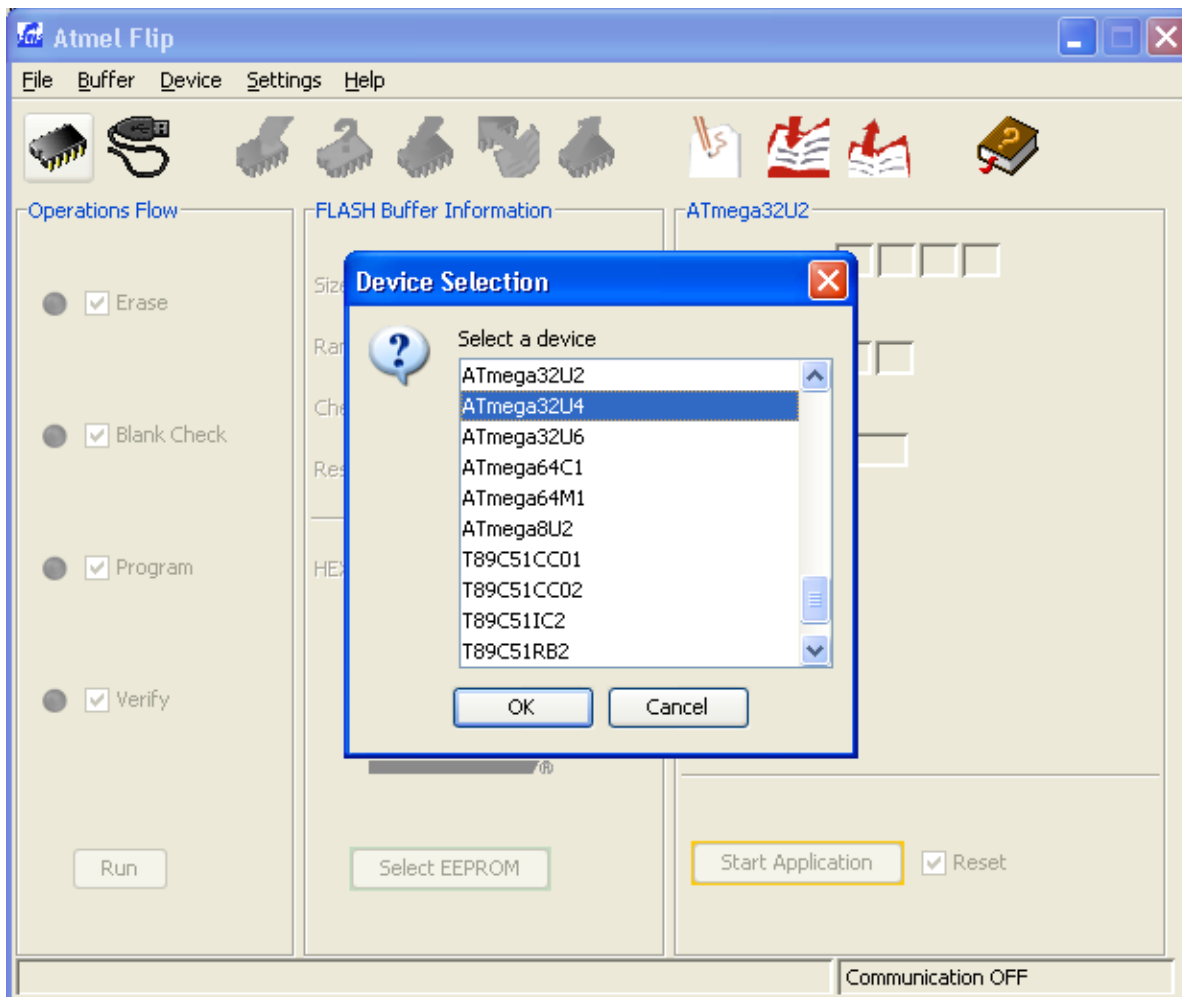 Atmel Flip
File Buffer Device Settings Help
Operations Flow
Erase
Blank Check
Program
Verify
Run
FLASH Buffer Information
Select EEPROM
ATmega32U2
Start Application
Reset
Device Selection
Select a device
ATmega32U2
ATmega32U4
ATmega32U6
ATmega64C1
ATmega64M1
ATmega8U2
T89C51CC01
T89C51CC02
T89C51IC2
T89C51RB2
OK
Cancel
Communication OFF